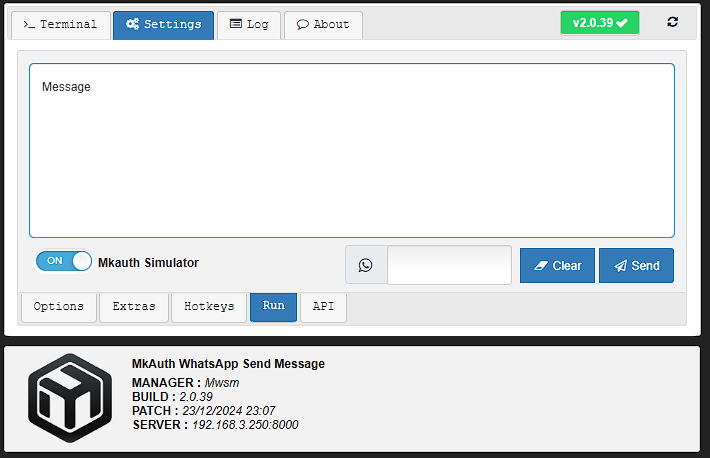 >_ Terminal Settings Log About v2.0.39
Message
ON Mkauth Simulator Clear Send
Options Extras Hotkeys Run API
MkAuth WhatsApp Send Message
MANAGER : Mwsm
BUILD : 2.0.39
PATCH : 23/12/2024 23:07
SERVER : 192.168.3.250:8000